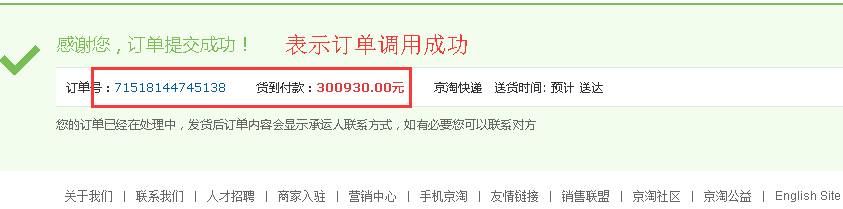 感谢您，订单提交成功！ 表示订单调用成功
订单号：71518144745138 货到付款：300930.00元 京淘快递 送货时间: 预计 送达
您的订单已经在处理中，发货后订单内容会显示承运人联系方式，如有必要您可以联系对方
关于我们 | 联系我们 | 人才招聘 | 商家入驻 | 营销中心 | 手机京淘 | 友情链接 | 销售联盟 | 京淘社区 | 京淘公益 | English Site